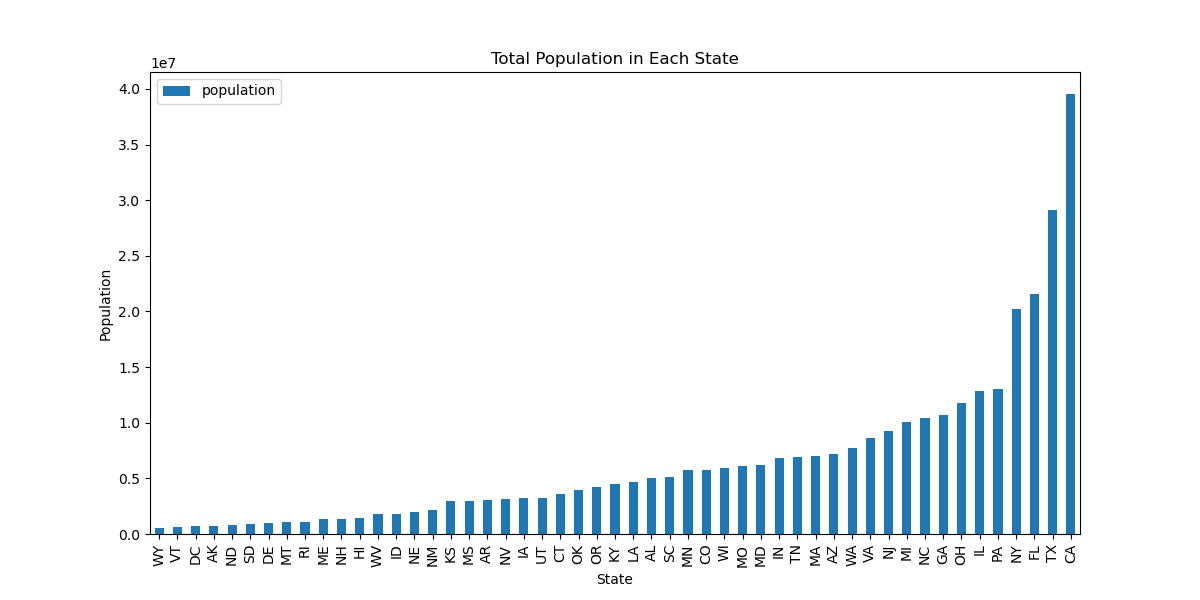 Total Population in Each State
1e7
population
4.0
3.5
3.0
2.5
2.0
1.5
1.0
0.5
0.0
Population
WY VT DC AK ND SD DE MT RI ME NH HI WV ID NE NM KS MS AR NV IA UT CT OK OR KY LA AL SC MN CO WI MO MD IN TN MA AZ WA VA NJ MI NC GA OH IL PA NY FL TX CA
State